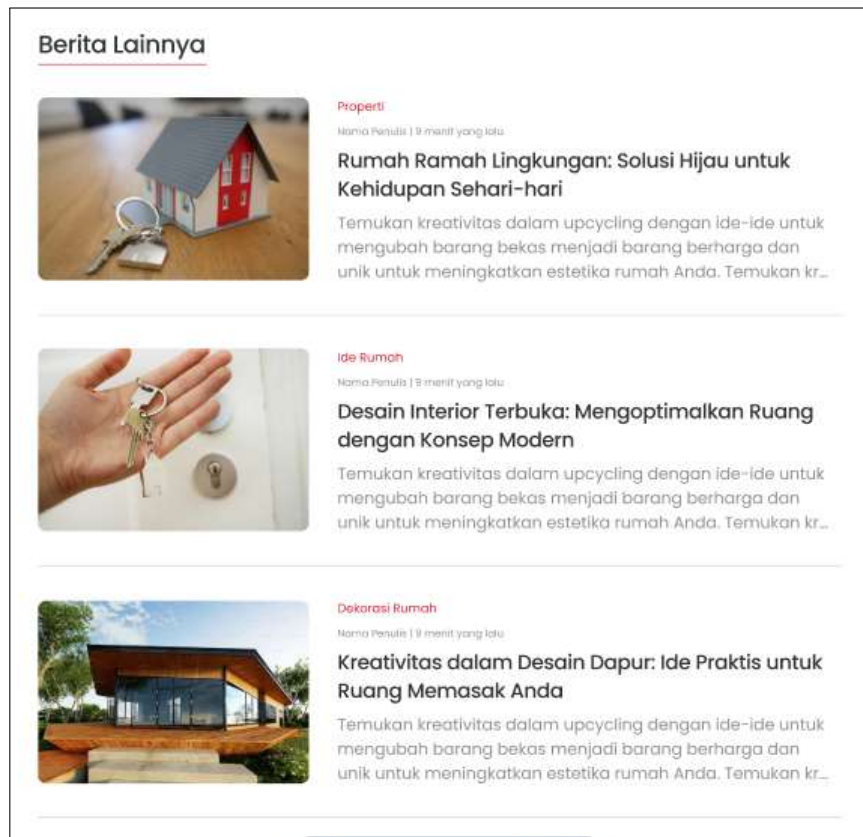 Berita Lainnya
Properti
Nama Penulis | 9 menit yang lalu
Rumah Ramah Lingkungan: Solusi Hijau untuk
Kehidupan Sehari-hari
Temukan kreativitas dalam upcycling dengan ide-ide untuk
mengubah barang bekas menjadi barang berharga dan
unik untuk meningkatkan estetika rumah Anda. Temukan kr...
Ide Rumah
Nama Penulis | 9 menit yang lalu
Desain Interior Terbuka: Mengoptimalkan Ruang
dengan Konsep Modern
Temukan kreativitas dalam upcycling dengan ide-ide untuk
mengubah barang bekas menjadi barang berharga dan
unik untuk meningkatkan estetika rumah Anda. Temukan kr...
Dekorasi Rumah
Nama Penulis | 9 menit yang lalu
Kreativitas dalam Desain Dapur: Ide Praktis untuk
Ruang Memasak Anda
Temukan kreativitas dalam upcycling dengan ide-ide untuk
mengubah barang bekas menjadi barang berharga dan
unik untuk meningkatkan estetika rumah Anda. Temukan kr...